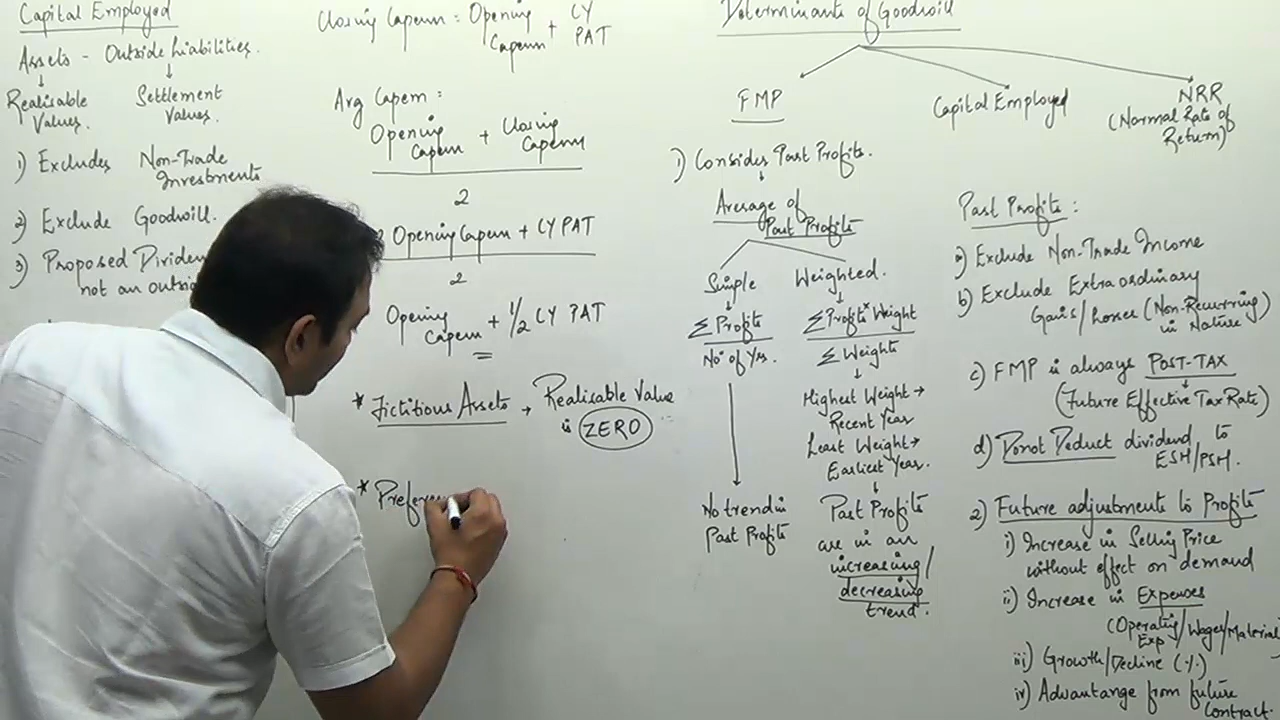 Capital Employed
Assets - Outside Liabilities.
↓ ↓
Realisable Settlement
Values. Values.
1) Excludes Non-Trade
Investments
2) Exclude Goodwill.
3) Proposed Dividen
not an outsi
Closing Capem = Opening Capem + CY PAT
Avg Capem =
Opening Capem + Closing Capem
2
Opening Capem + CY PAT
2
Opening Capem + 1/2 CY PAT
* Fictitious Assets → Realisable Value
is ZERO
* Prefere
Determinants of Goodwill
FMP
Capital Employed
NRR
(Normal Rate of
Return)
1) Consider Past Profits.
↓
Average of
Past Profits
Simple Weighted.
↓ ↓
Σ Profits
No. of Yrs.
No trend in
Past Profits
Σ Profits × Weight
Σ Weights
↓
Highest Weight →
Recent Year
Least Weight →
Earliest Year.
↓
Past Profits
are in an
increasing/
decreasing
trend.
Past Profits :
a) Exclude Non-Trade Income
b) Exclude Extraordinary
Gains/Losses (Non-Recurring)
in Nature
c) FMP is always POST-TAX
↓
(Future Effective Tax Rate)
d) Donot Deduct dividend to
ESH/PSH.
2) Future adjustments to Profits
i) Increase in Selling Price
without effect on demand
ii) Increase in Expenses
(Operating Exp/Wages/Material)
iii) Growth/Decline (%)
iv) Advantange from future
contract.